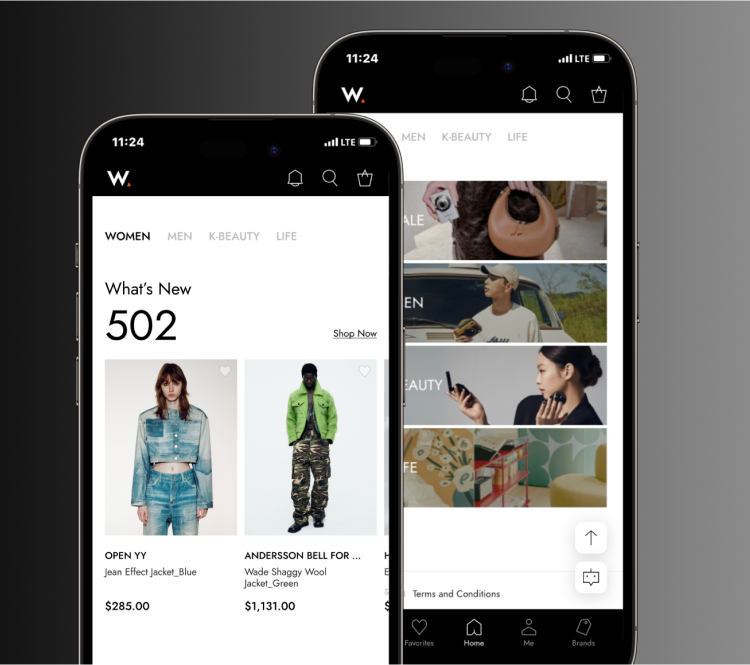 11:24
LTE
W.
WOMEN MEN K-BEAUTY LIFE
What's New
502
Shop Now
OPEN YY
Jean Effect Jacket_Blue
$285.00
ANDERSSON BELL FOR ...
Wade Shaggy Wool
Jacket_Green
$1,131.00
11:24
LTE
W.
MEN K-BEAUTY LIFE
ALE
EN
EAUTY
FE
Terms and Conditions
Favorites Home Me Brands